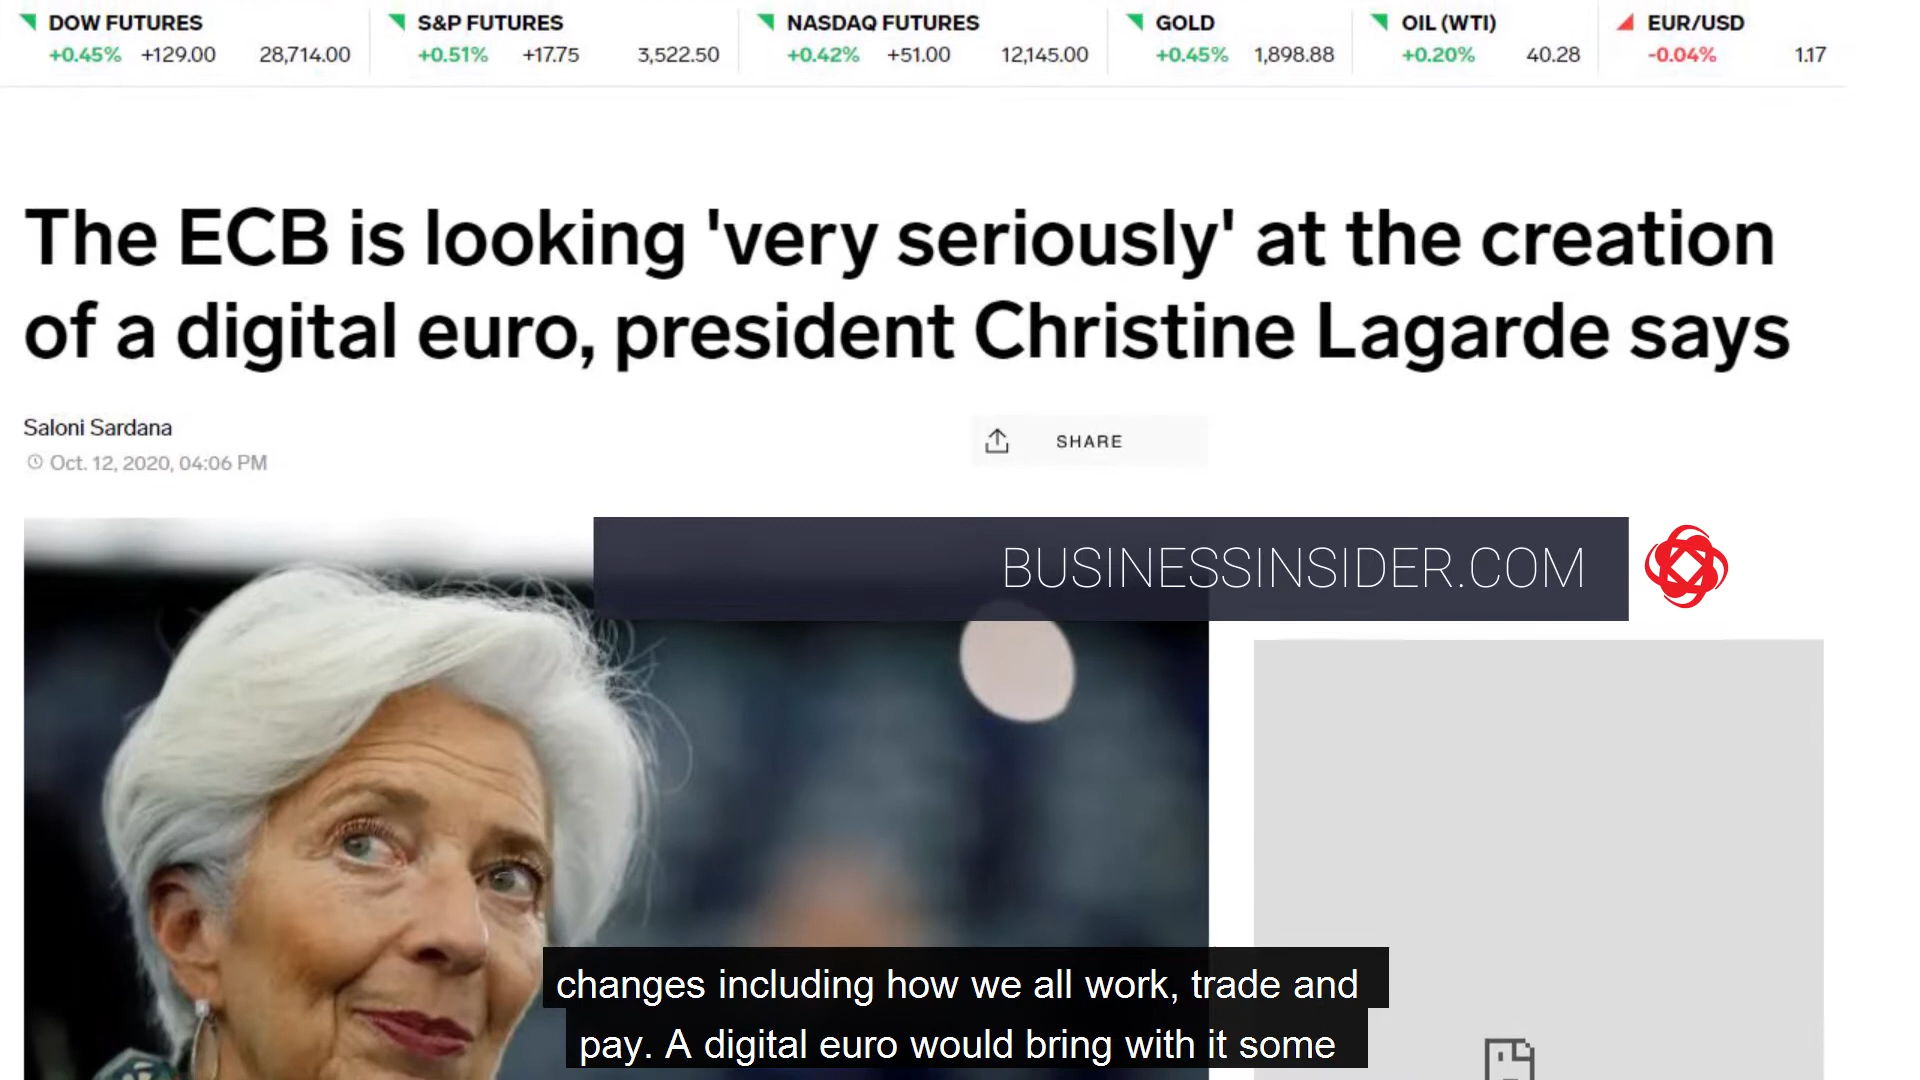 DOW FUTURES
+0.45% +129.00 28,714.00
S&P FUTURES
+0.51% +17.75 3,522.50
NASDAQ FUTURES
+0.42% +51.00 12,145.00
GOLD
+0.45% 1,898.88
OIL (WTI)
+0.20% 40.28
EUR/USD
-0.04% 1.17
The ECB is looking 'very seriously' at the creation
of a digital euro, president Christine Lagarde says
Saloni Sardana
Oct. 12, 2020, 04:06 PM
SHARE
BUSINESSINSIDER.COM
changes including how we all work, trade and
pay. A digital euro would bring with it some